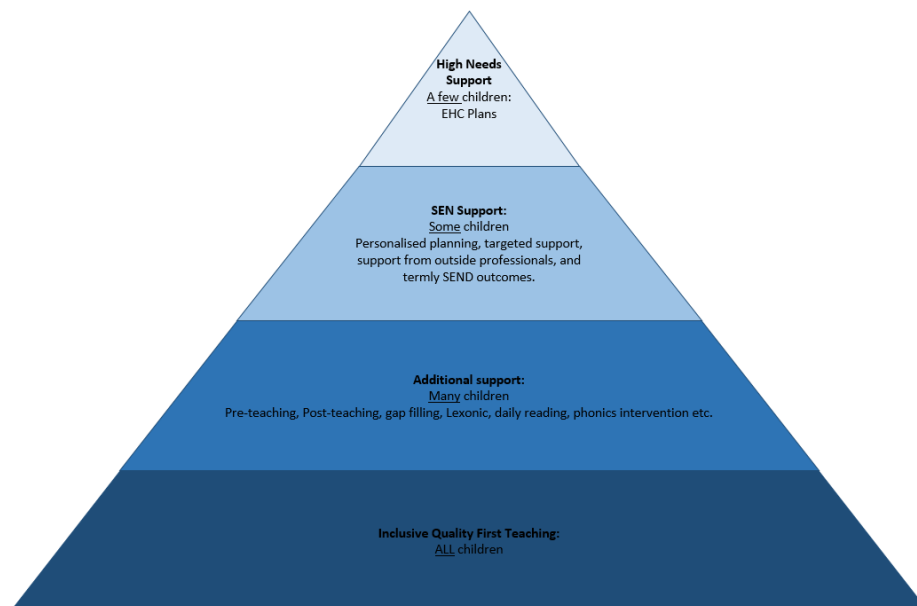 High Needs
Support
A few children:
EHC Plans
SEN Support:
Some children
Personalised planning, targeted support,
support from outside professionals, and
termly SEND outcomes.
Additional support:
Many children
Pre-teaching, Post-teaching, gap filling, Lexonic, daily reading, phonics intervention etc.
Inclusive Quality First Teaching:
ALL children